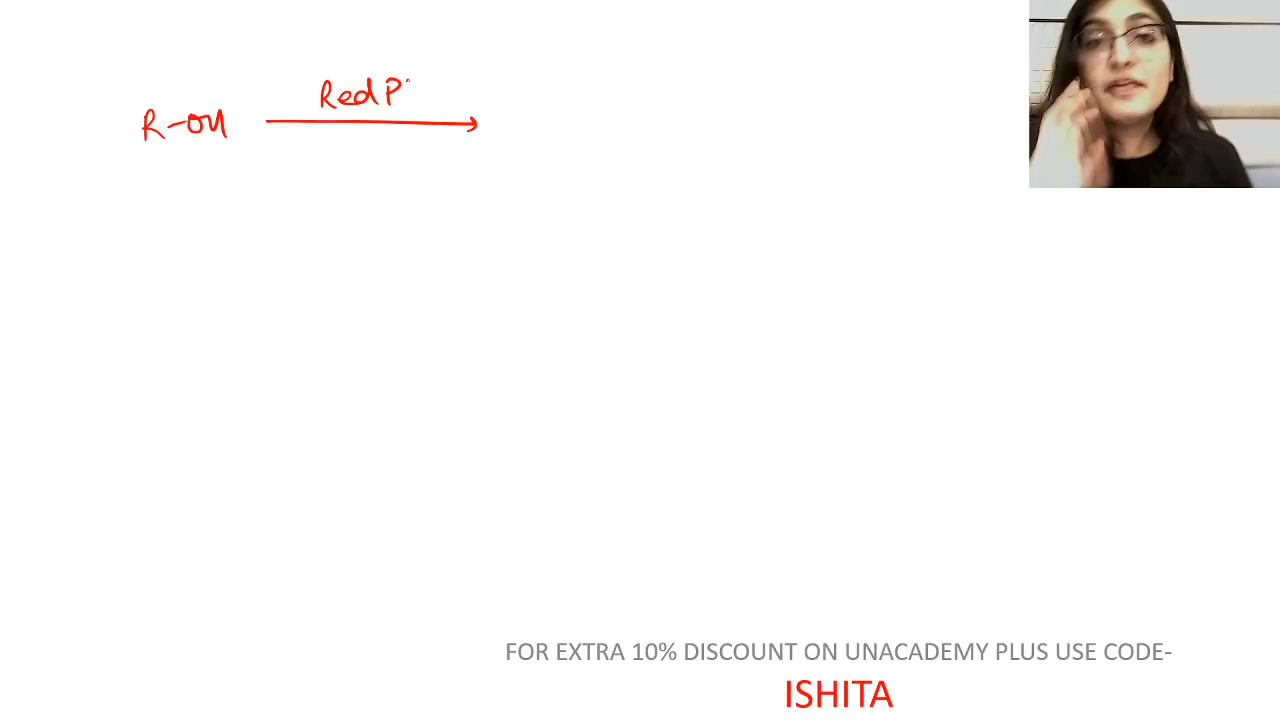 Red P
R-OH
FOR EXTRA 10% DISCOUNT ON UNACADEMY PLUS USE CODE-
ISHITA